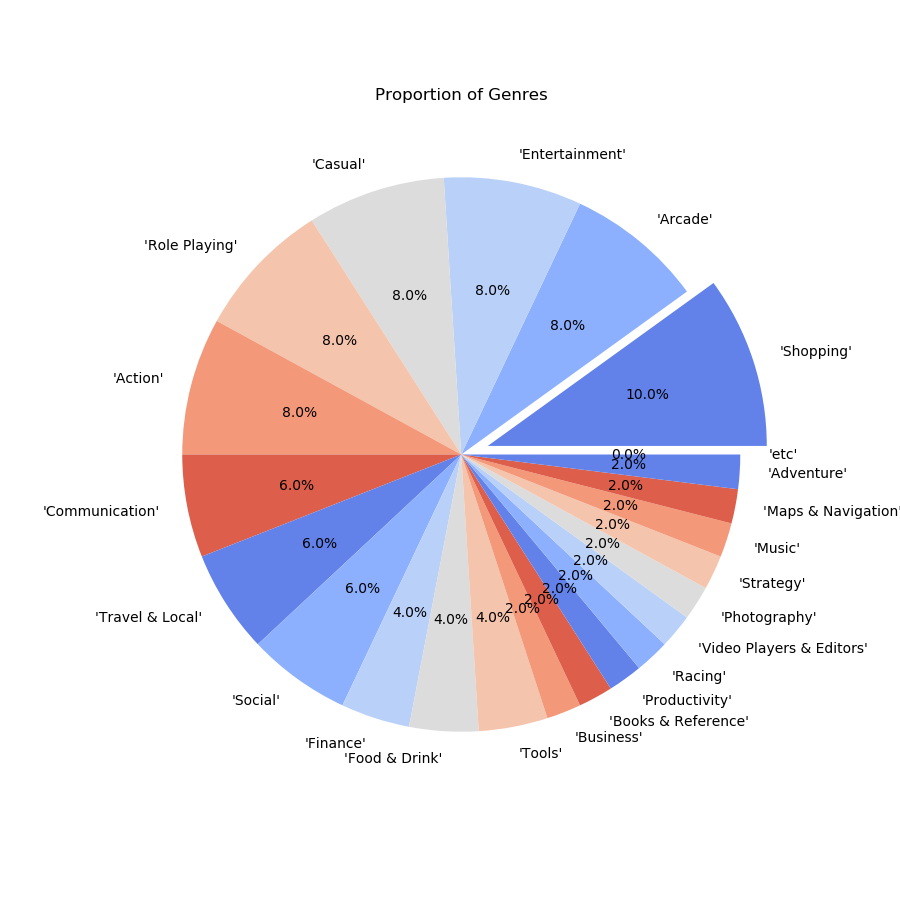 Proportion of Genres
'Entertainment'
'Casual'
'Arcade'
'Role Playing'
8.0%
8.0%
8.0%
8.0%
'Shopping'
'Action'
10.0%
8.0%
'etc'
0.0%
2.0%
'Adventure'
6.0%
2.0%
'Communication'
2.0%
'Maps & Navigation'
2.0%
6.0%
2.0%
'Music'
2.0%
2.0%
'Strategy'
6.0%
2.0%
2.0%
4.0%
2.0%
4.0%
4.0%
'Travel & Local'
'Photography'
'Video Players & Editors'
'Racing'
'Social'
'Productivity'
'Books & Reference'
'Business'
'Finance'
'Tools'
'Food & Drink'